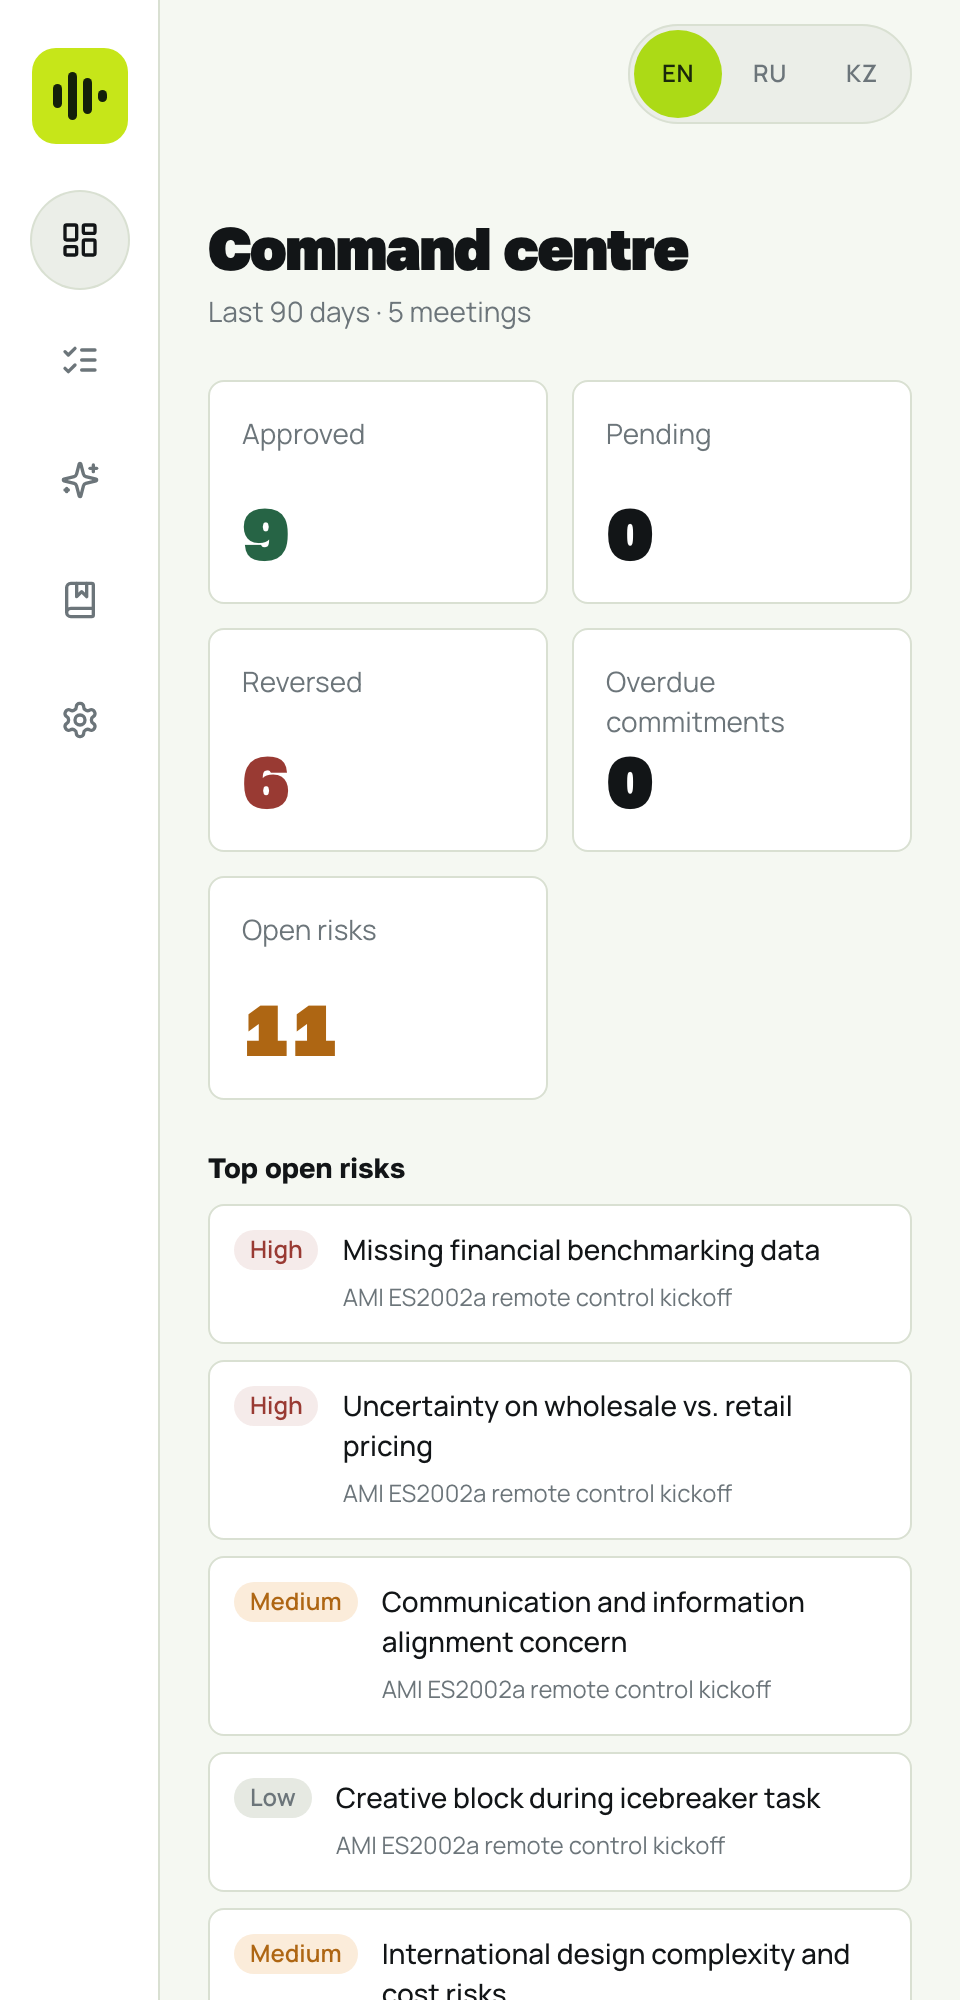 EN RU KZ
Command centre
Last 90 days · 5 meetings
Approved
9
Pending
0
Reversed
6
Overdue
commitments
0
Open risks
11
Top open risks
High
Missing financial benchmarking data
AMI ES2002a remote control kickoff
High
Uncertainty on wholesale vs. retail
pricing
AMI ES2002a remote control kickoff
Medium
Communication and information
alignment concern
AMI ES2002a remote control kickoff
Low
Creative block during icebreaker task
AMI ES2002a remote control kickoff
Medium
International design complexity and
cost risks